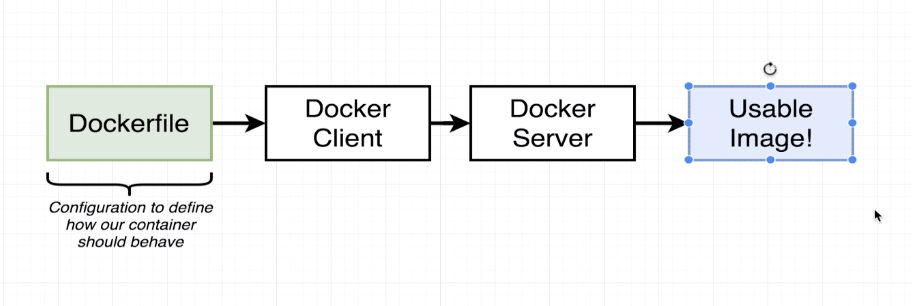 Dockerfile
Docker
Client
Docker
Server
Usable
Image!
Configuration to define
how our container
should behave